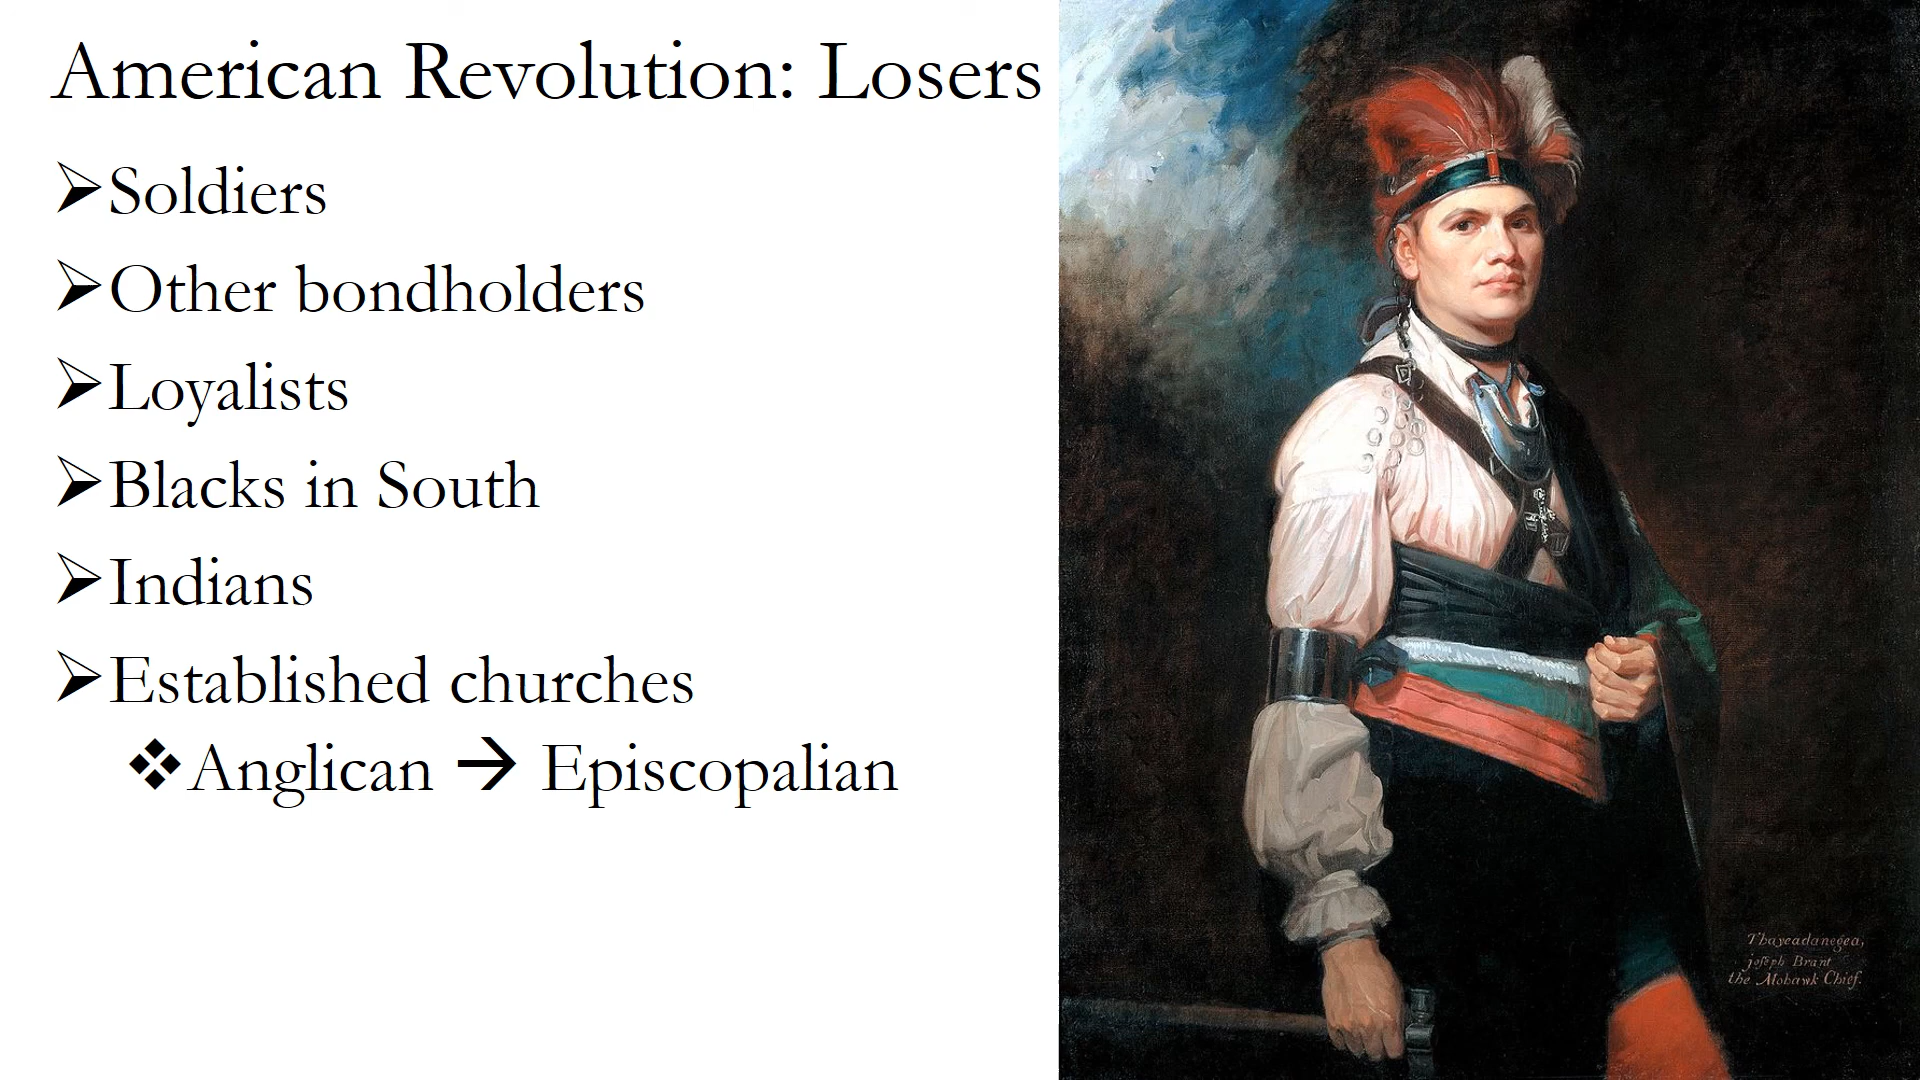 American Revolution: Losers
➢Soldiers
➢Other bondholders
➢Loyalists
➢Blacks in South
➢Indians
➢Established churches
❖Anglican → Episcopalian
Thayeadanegea,
joseph Brant
the Mohawk Chief.